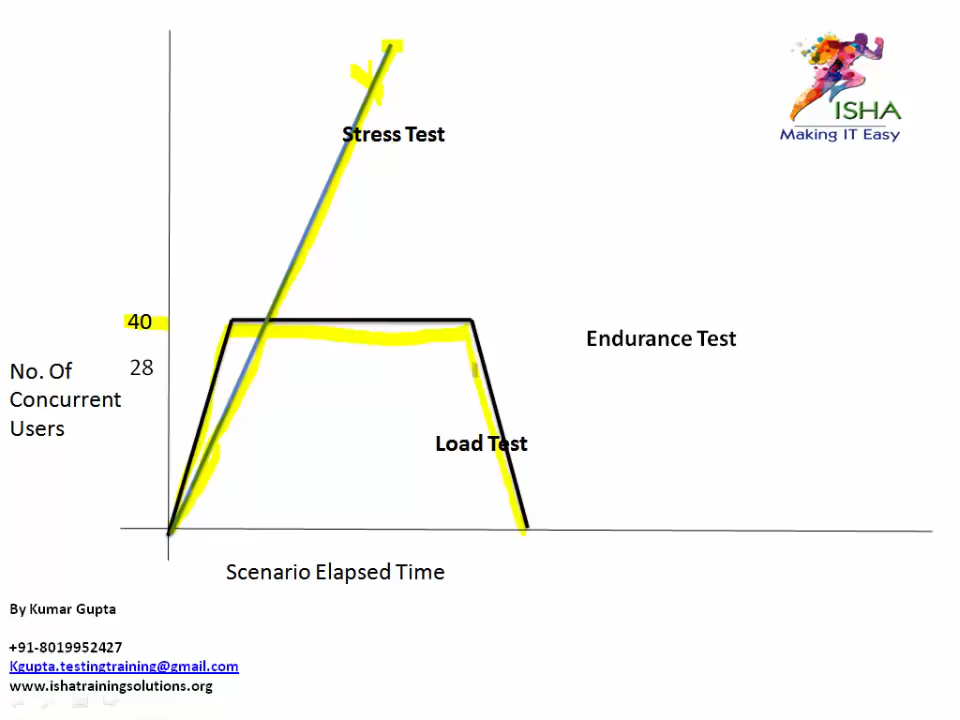 ISHA
Making IT Easy
Stress Test
40
Endurance Test
28
No. Of
Concurrent
Users
Load Test
Scenario Elapsed Time
By Kumar Gupta
+91-8019952427
Kgupta.testingtraining@gmail.com
www.ishatrainingsolutions.org